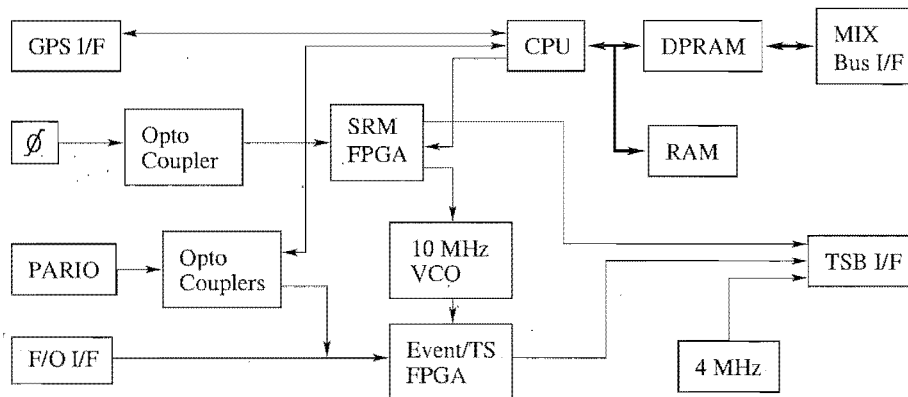 GPS I/F
CPU
DPRAM
MIX
Bus I/F
Opto
Coupler
SRM
FPGA
RAM
PARIO
Opto
Couplers
10 MHz
VCO
TSB I/F
F/O I/F
Event/TS
FPGA
4 MHz